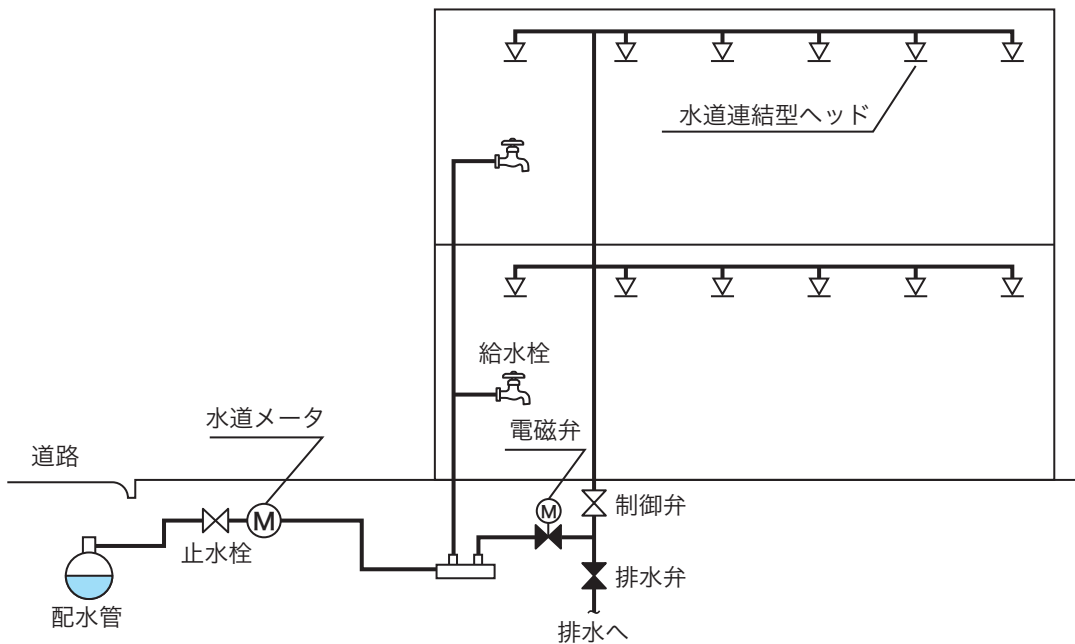 水道連結型ヘッド
給水栓
水道メータ
電磁弁
道路
制御弁
M
M
止水栓
排水弁
配水管
排水へ